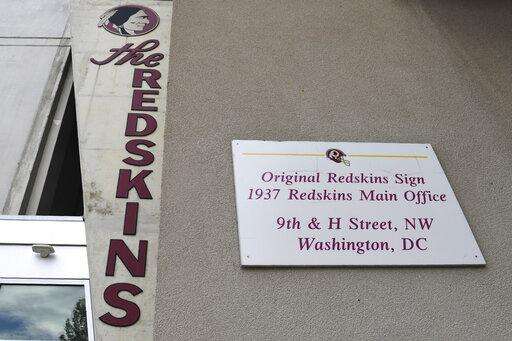 the
REDSKINS
Original Redskins Sign
1937 Redskins Main Office
9th & H Street, NW
Washington, DC